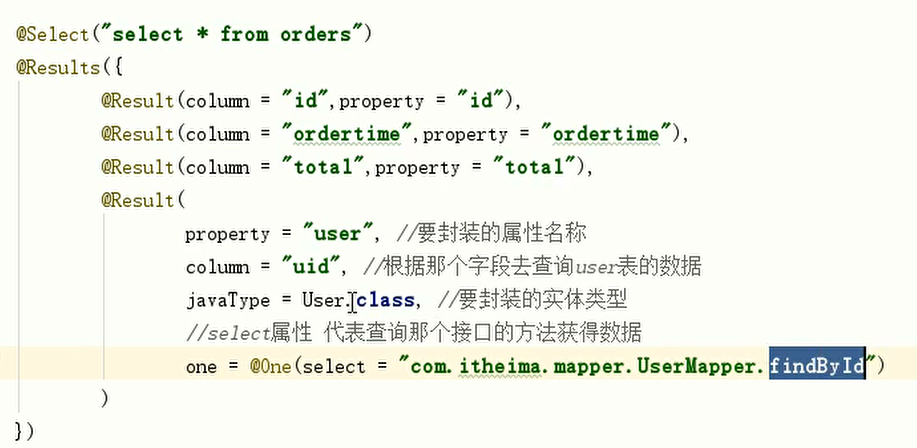 @Select("select * from orders")
@Results({
@Result(column = "id",property = "id"),
@Result(column = "ordertime",property = "ordertime"),
@Result(column = "total",property = "total"),
@Result(
property = "user", //要封装的属性名称
column = "uid", //根据那个字段去查询user表的数据
javaType = User.class, //要封装的实体类型
//select属性 代表查询那个接口的方法获得数据
one = @One(select = "com.itheima.mapper.UserMapper.findById")
)
})